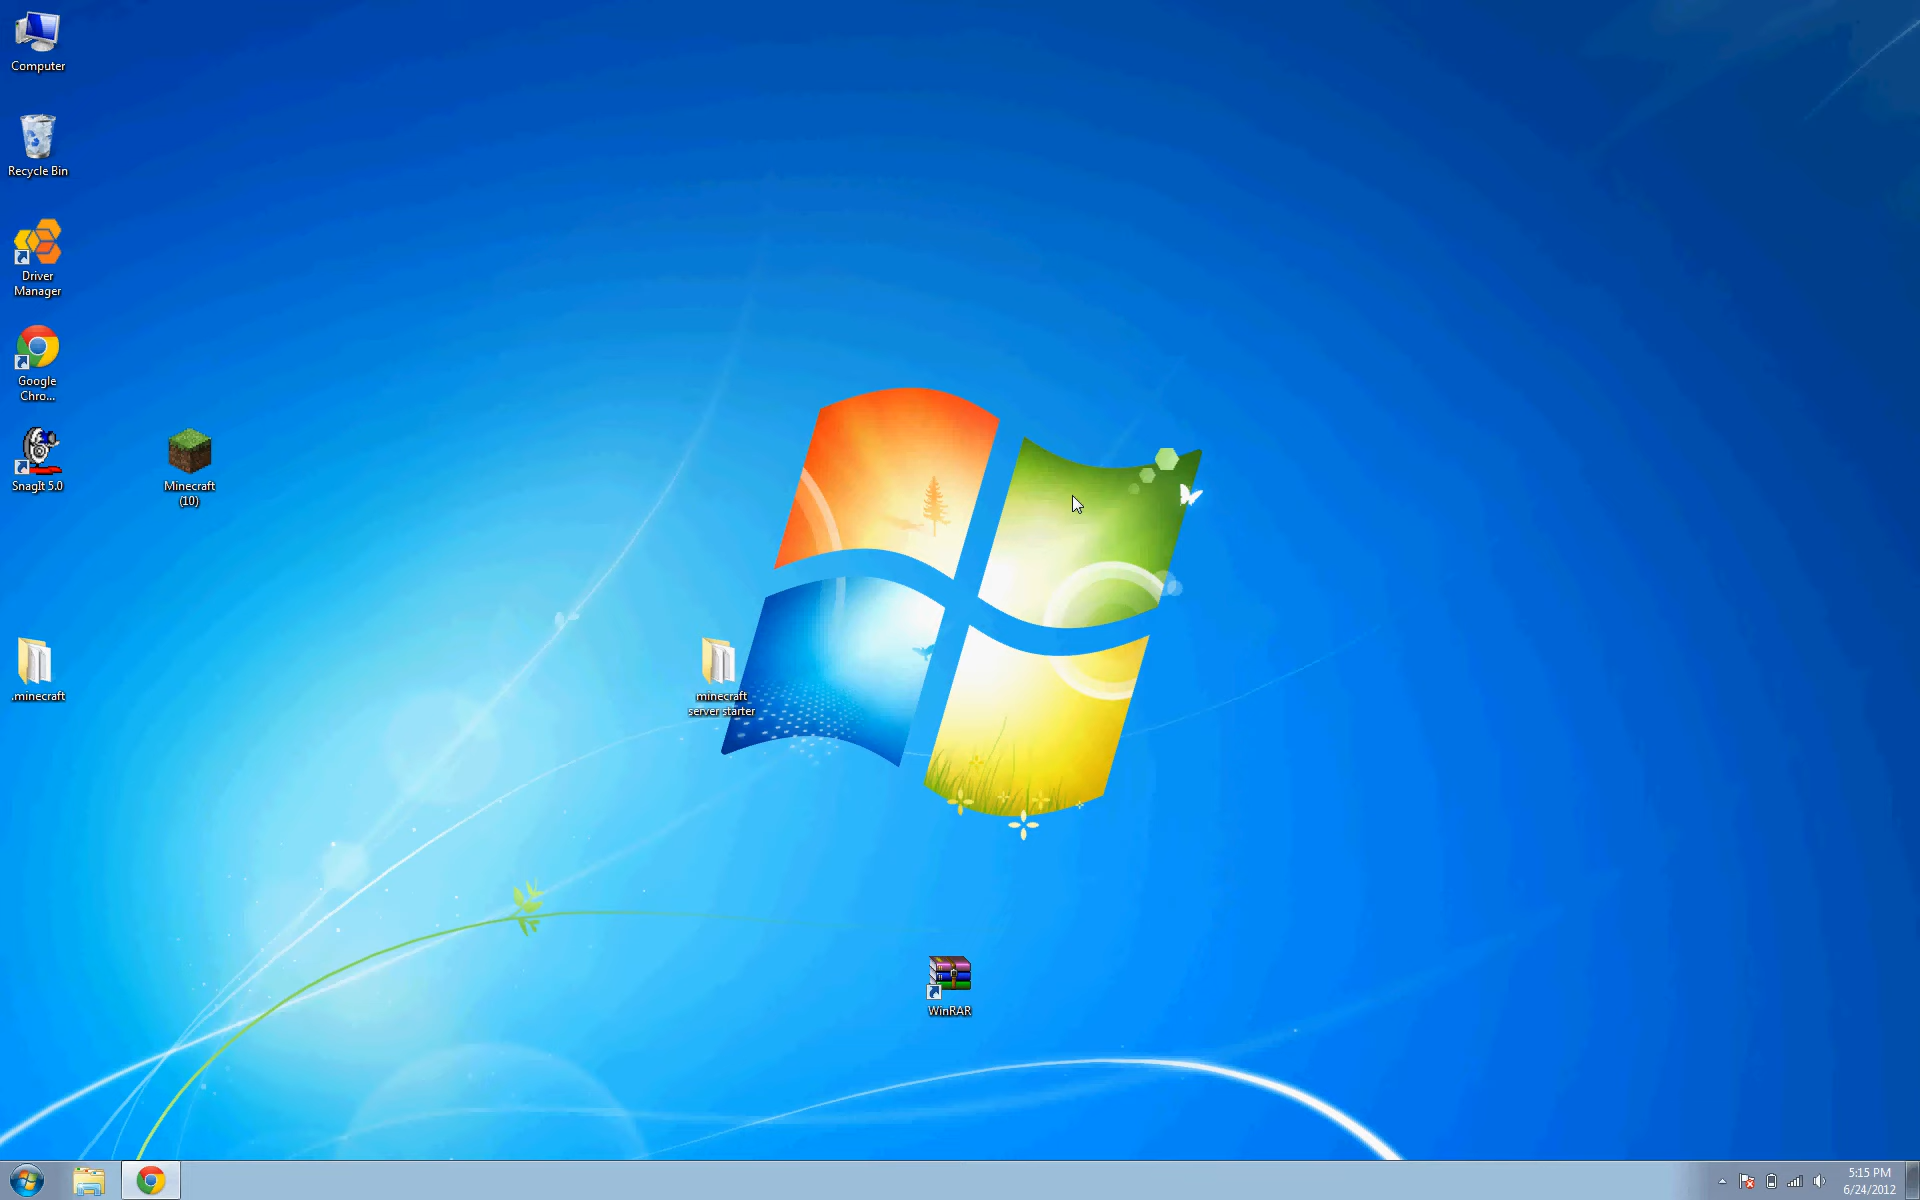 Computer
Recycle Bin
Driver
Manager
Google
Chro...
SnagIt 5.0
Minecraft
(10)
.minecraft
minecraft
server starter
WinRAR
5:15 PM
6/24/2012